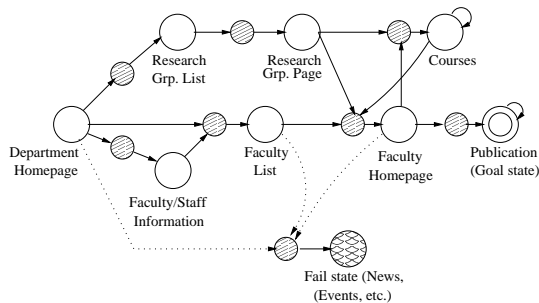 Research
Grp. List
Research
Grp. Page
Courses
Department
Homepage
Faculty/Staff
Information
Faculty
List
Faculty
Homepage
Publication
(Goal state)
Fail state (News,
(Events, etc.)